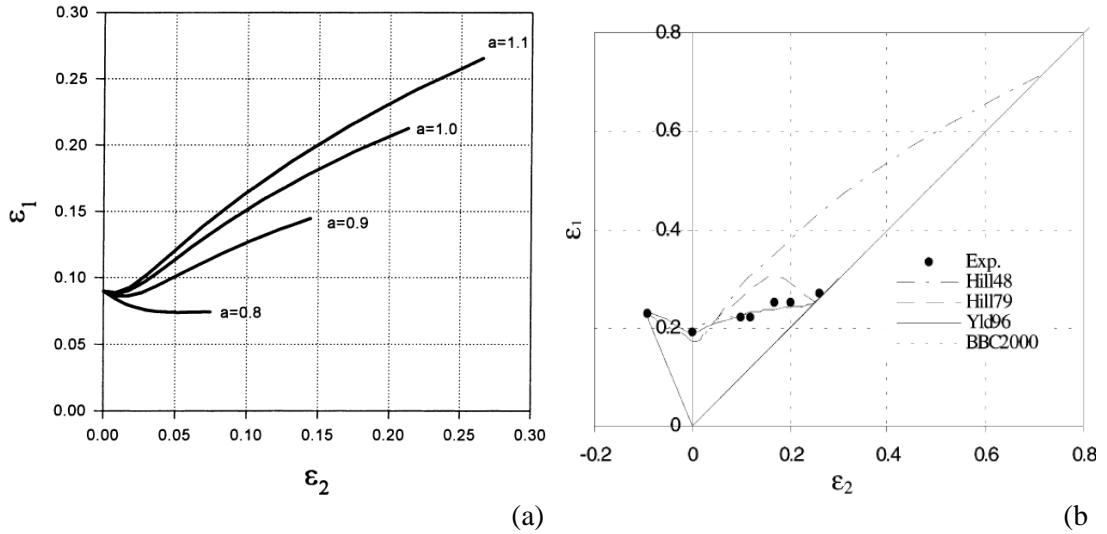 0.30
0.25
0.20
0.15
0.10
0.05
0.00
ε1
a=1.1
a=1.0
a=0.9
a=0.8
0.00 0.05 0.10 0.15 0.20 0.25 0.30
ε2
(a)
0.8
0.6
0.4
0.2
0
ε1
Exp.
Hill48
Hill79
Yld96
BBC2000
-0.2 0 0.2 0.4 0.6 0.8
ε2
(b